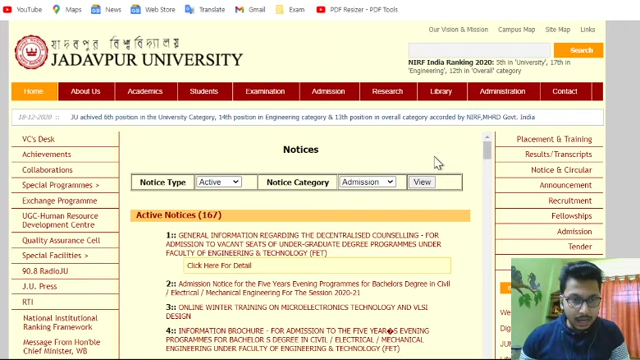 YouTube Maps News Web Store Translate Gmail Exam PDF Resizer - Tools
Our Vision & Mission Campus Map Site Map Links
যাদবপুর বিশ্ববিদ্যালয়
JADAVPUR UNIVERSITY
Search
NIRF India Ranking 2020: 5th in 'University', 17th in
'Engineering', 12th in 'Overall' category
Home About Us Academics Students Examination Admission Research Library Administration Contact
18-12-2020 :: JU achived 6th position in the University Category, 14th position in Engineering category & 13th position in overall category accorded by NIRF,MHRD Govt. of India
VC's Desk
Achievements
Collaborations
Special Programmes >
Exchange Programme
UGC-Human Resource
Development Centre
Quality Assurance Cell
Special Facilities >
90.8 RadioJU
J.U. Press
RTI
National Institutional
Ranking Framework
Message From Hon'ble
Chief Minister, WB
Notices
Notice Type Active Notice Category Admission View
Active Notices (167)
1:: GENERAL INFORMATION REGARDING THE DECENTRALISED COUNSELLING - FOR
ADMISSION TO VACANT SEATS OF UNDER-GRADUATE DEGREE PROGRAMMES UNDER
FACULTY OF ENGINEERING & TECHNOLOGY (FET)
Click Here For Detail
2:: Admission Notice for the Five Years Evening Programmes for Bachelors Degree in Civil
/ Electrical / Mechanical Engineering For The Session 2020-21
3:: ONLINE WINTER TRAINING ON MICROELECTRONICS TECHNOLOGY AND VLSI
DESIGN
4:: INFORMATION BROCHURE - FOR ADMISSION TO THE FIVE YEAR�S EVENING
PROGRAMMES FOR BACHELOR S DEGREE IN CIVIL / ELECTRICAL / MECHANICAL
ENGINEERING UNDER FACULTY OF ENGINEERING & TECHNOLOGY (FET)
Placement & Training
Results/Transcripts
Notice & Circular
Announcement
Recruitment
Fellowships
Admission
Tender